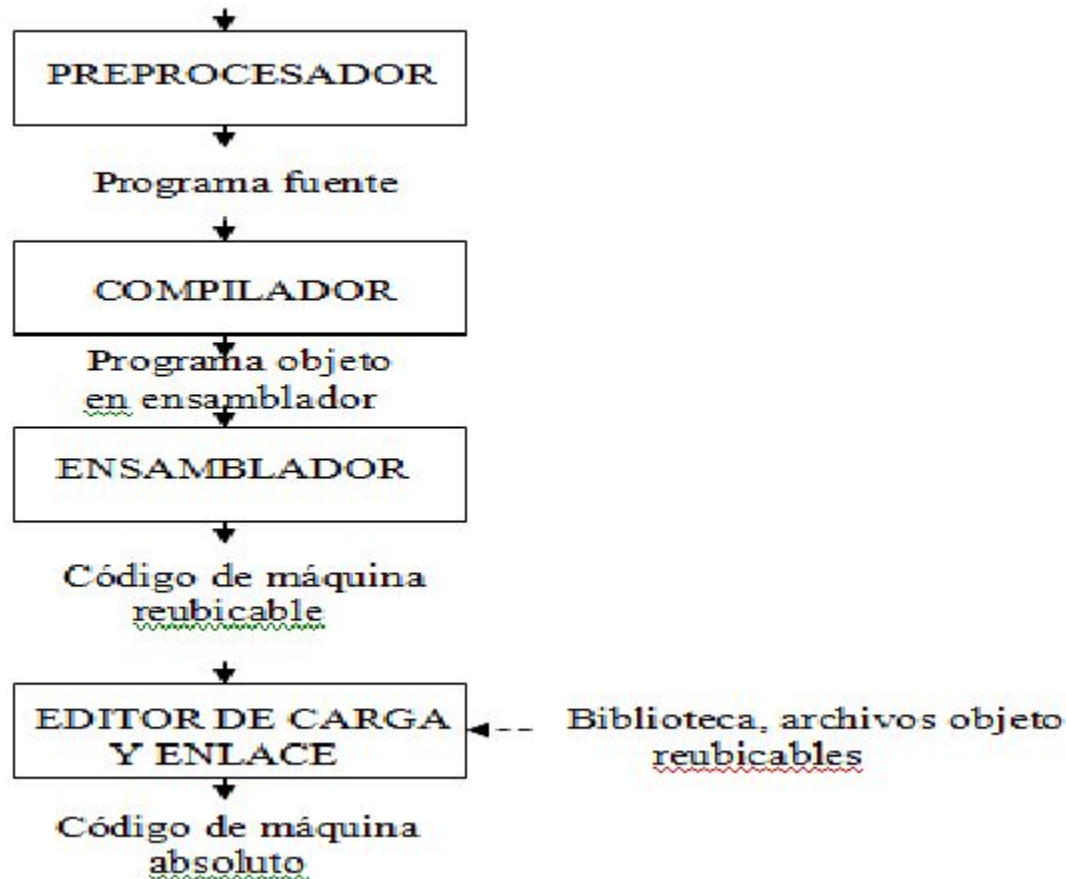 PREPROCESADOR
Programa fuente
COMPILADOR
Programa objeto
en ensamblador
ENSAMBLADOR
Código de máquina
reubicable
EDITOR DE CARGA
Y ENLACE
Biblioteca, archivos objeto
reubicables
Código de máquina
absoluto